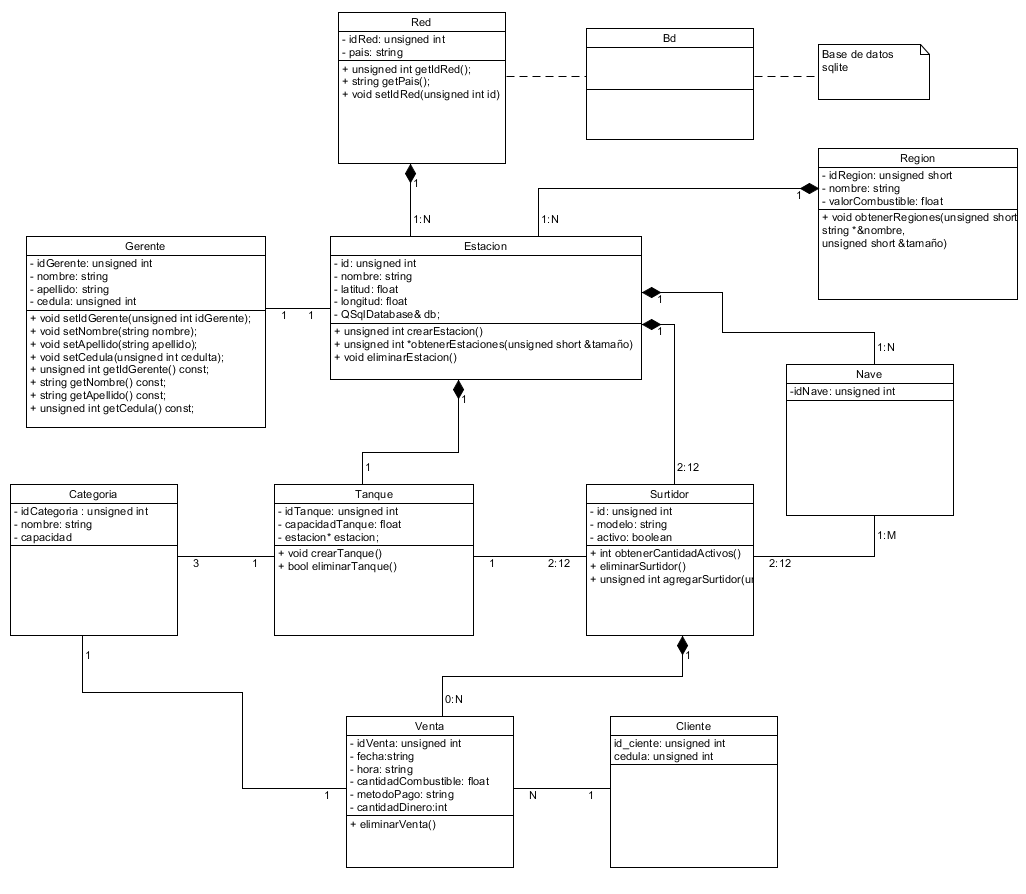 Red
- idRed: unsigned int
- pais: string
+ unsigned int getIdRed();
+ string getPais();
+ void setIdRed(unsigned int id)
Bd
Base de datos
sqlite
Region
- idRegion: unsigned short
- nombre: string
- valorCombustible: float
+ void obtenerRegiones(unsigned short
string *&nombre,
unsigned short &tamaño)
1
1:N
1
1:N
Gerente
- idGerente: unsigned int
- nombre: string
- apellido: string
- cedula: unsigned int
+ void setIdGerente(unsigned int idGerente);
+ void setNombre(string nombre);
+ void setApellido(string apellido);
+ void setCedula(unsigned int cedulta);
+ unsigned int getIdGerente() const;
+ string getNombre() const;
+ string getApellido() const;
+ unsigned int getCedula() const;
1
1
Estacion
- id: unsigned int
- nombre: string
- latitud: float
- longitud: float
- QSqlDatabase& db;
+ unsigned int crearEstacion()
+ unsigned int *obtenerEstaciones(unsigned short &tamaño)
+ void eliminarEstacion()
1
1
1:N
Nave
-idNave: unsigned int
1
1
2:12
Categoria
- idCategoria : unsigned int
- nombre: string
- capacidad
3
1
Tanque
- idTanque: unsigned int
- capacidadTanque: float
- estacion* estacion;
+ void crearTanque()
+ bool eliminarTanque()
1
2:12
Surtidor
- id: unsigned int
- modelo: string
- activo: boolean
+ int obtenerCantidadActivos()
+ eliminarSurtidor()
+ unsigned int agregarSurtidor(u
2:12
1:M
1
1
0:N
Venta
- idVenta: unsigned int
- fecha:string
- hora: string
- cantidadCombustible: float
- metodoPago: string
- cantidadDinero:int
+ eliminarVenta()
1
N
1
Cliente
id_ciente: unsigned int
cedula: unsigned int